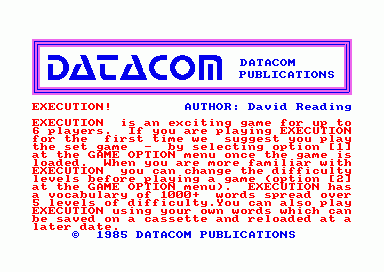 DATACOM
DATACOM
PUBLICATIONS
EXECUTION! AUTHOR: David Reading
EXECUTION is an exciting game for up to
6 players. If you are playing EXECUTION
for the first time we suggest you play
the set game - by selecting option [1]
at the GAME OPTION menu once the game is
loaded. When you are more familiar with
EXECUTION you can change the difficulty
levels before playing a game (option [2]
at the GAME OPTION menu). EXECUTION has
a vocabulary of 1000+ words spread over
5 levels of difficulty.You can also play
EXECUTION using your own words which can
be saved on a cassette and reloaded at a
later date.
© 1985 DATACOM PUBLICATIONS